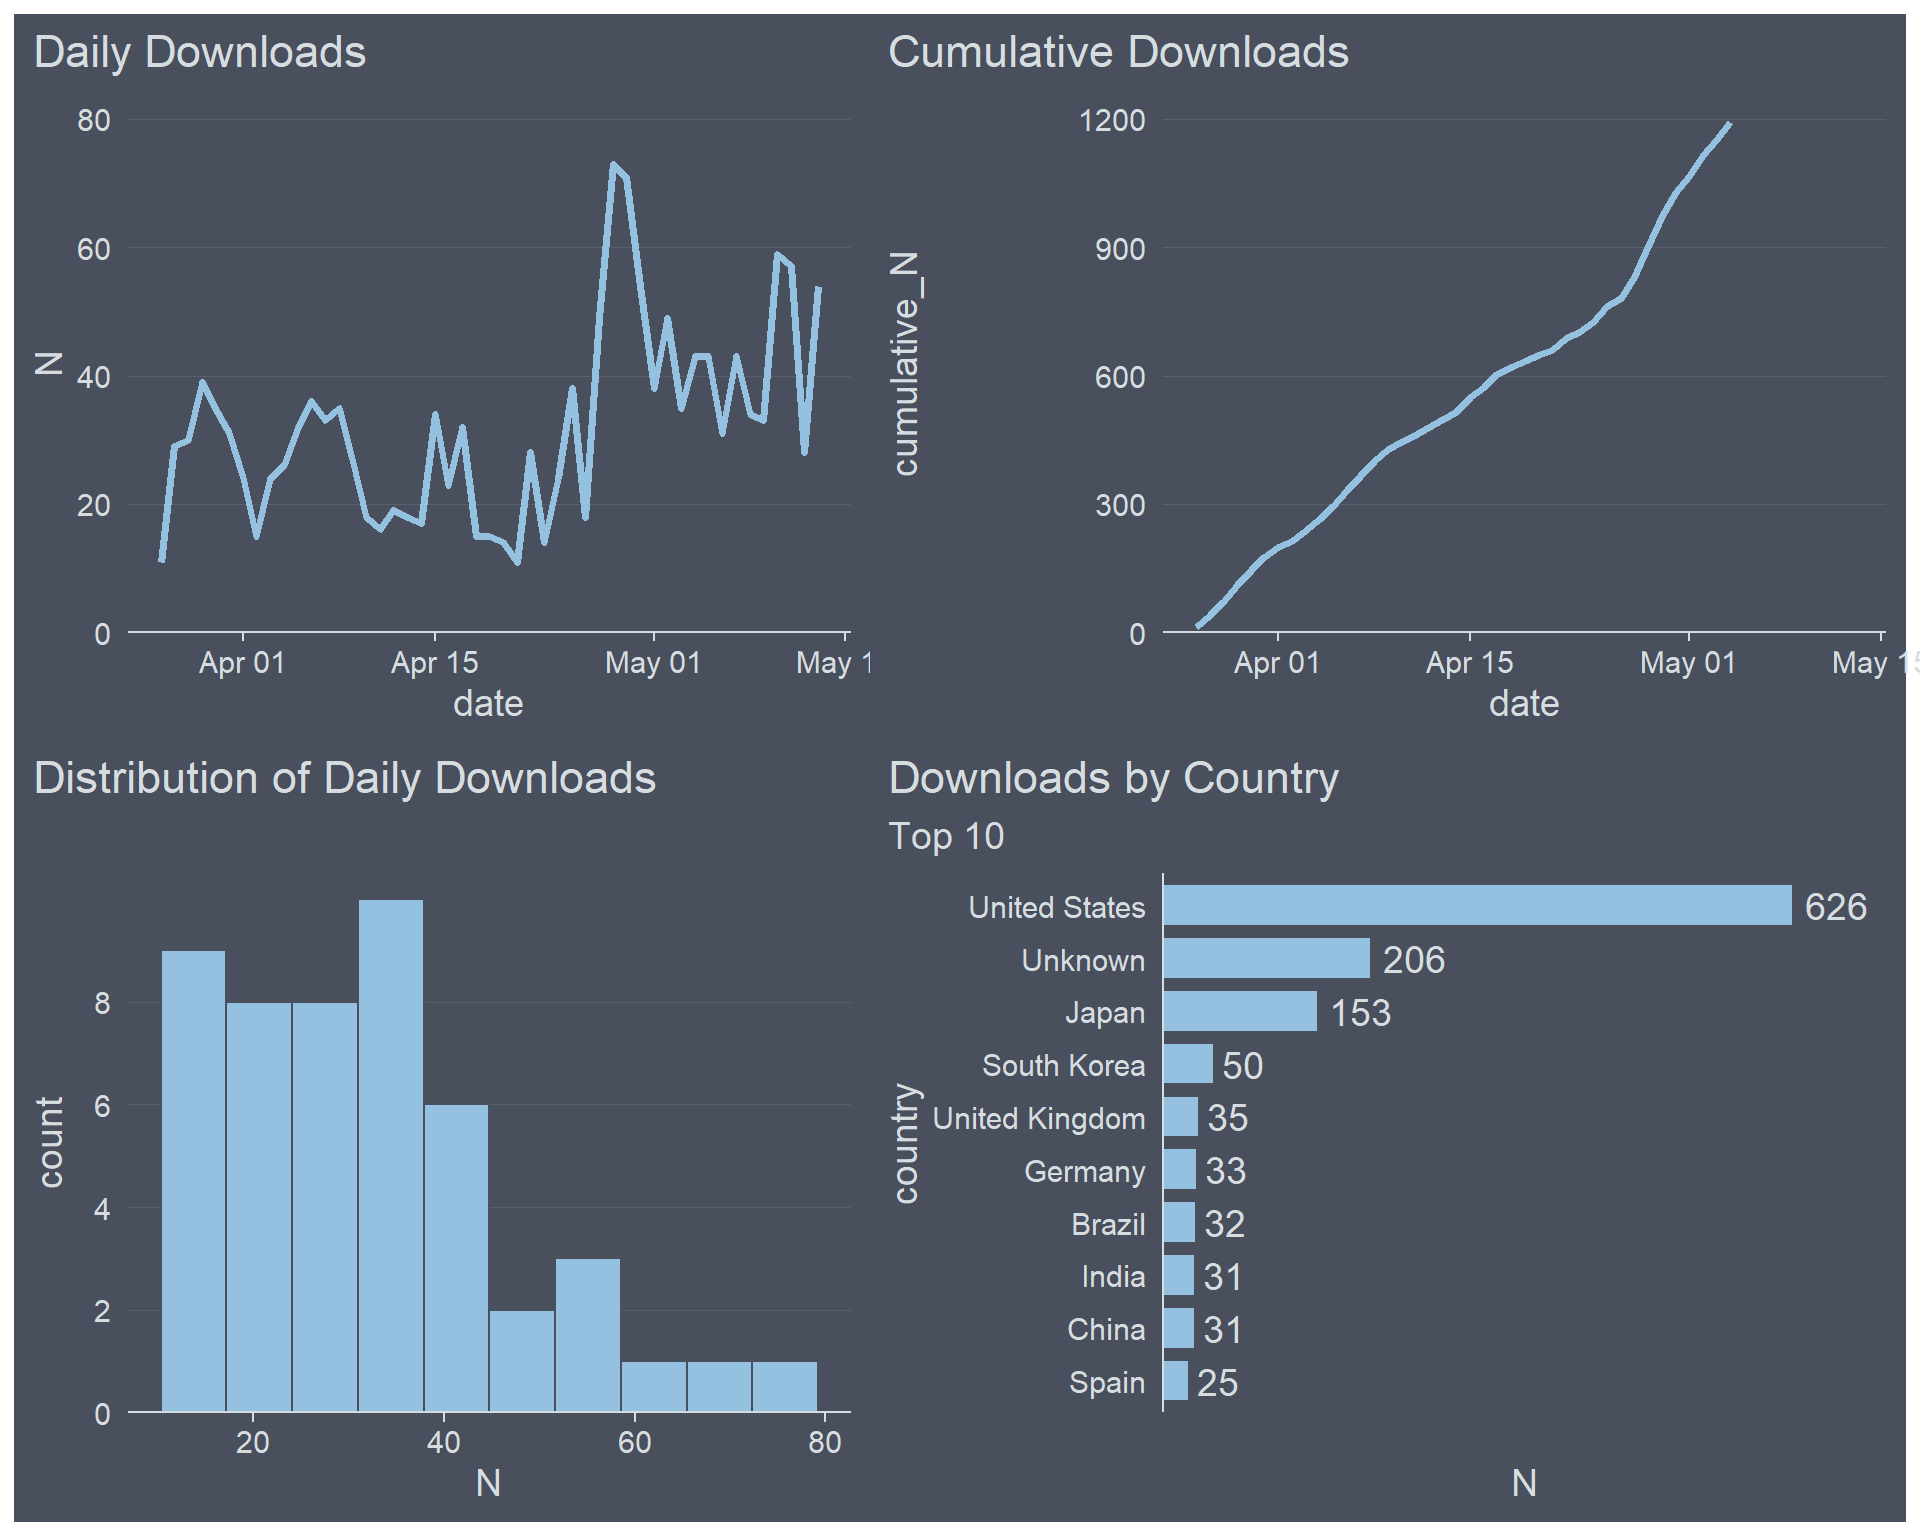 Daily Downloads
80
60
40
20
0
N
Apr 01
Apr 15
May 01
May 1
date
Cumulative Downloads
1200
900
600
300
0
cumulative_N
Apr 01
Apr 15
May 01
May 15
date
Distribution of Daily Downloads
8
6
4
2
0
count
20
40
60
80
N
Downloads by Country
Top 10
country
United States 626
Unknown 206
Japan 153
South Korea 50
United Kingdom 35
Germany 33
Brazil 32
India 31
China 31
Spain 25
N